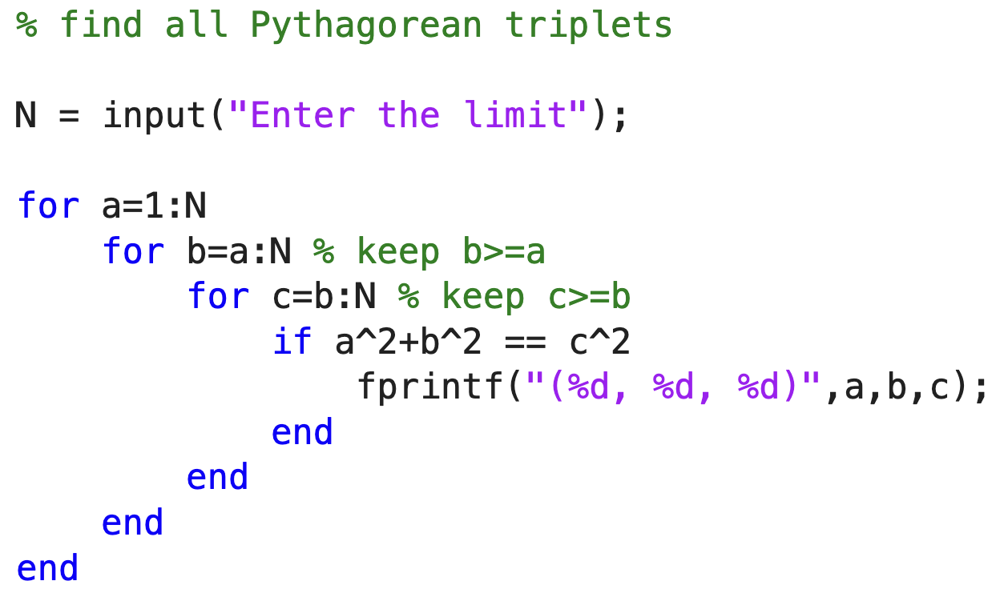 % find all Pythagorean triplets
N = input("Enter the limit");
for a=1:N
    for b=a:N % keep b>=a
        for c=b:N % keep c>=b
            if a^2+b^2 == c^2
                fprintf("(%d, %d, %d)",a,b,c);
            end
        end
    end
end